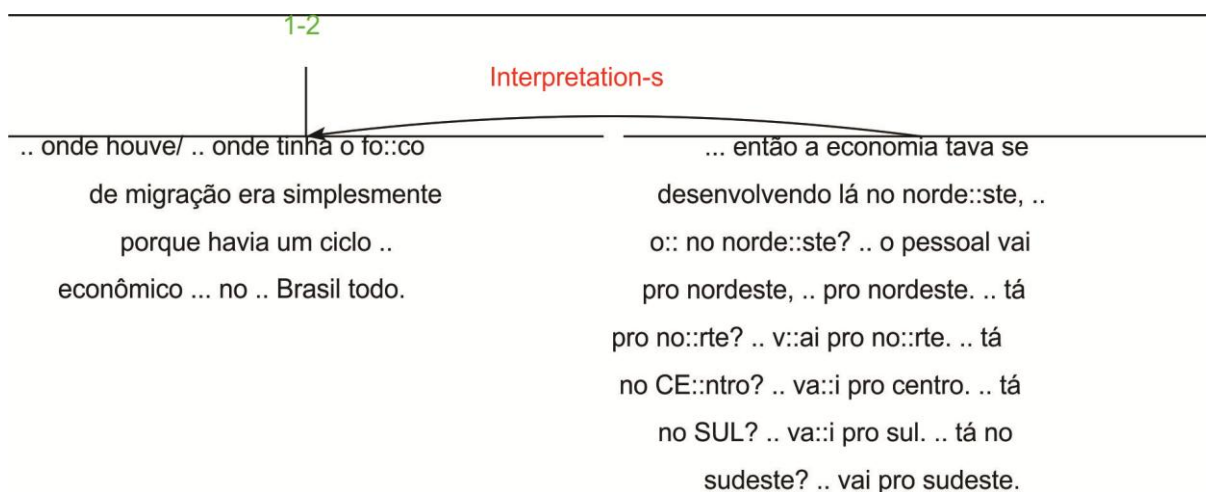 1-2
Interpretation-s
.. onde houve/ .. onde tinha o fo::co
de migração era simplesmente
porque havia um ciclo ..
econômico ... no .. Brasil todo.
... então a economia tava se
desenvolvendo lá no norde::ste, ..
o:: no norde::ste? .. o pessoal vai
pro nordeste, .. pro nordeste. .. tá
pro no::rte? .. v::ai pro no::rte. .. tá
no CE::ntro? .. va::i pro centro. .. tá
no SUL? .. va::i pro sul. .. tá no
sudeste? .. vai pro sudeste.